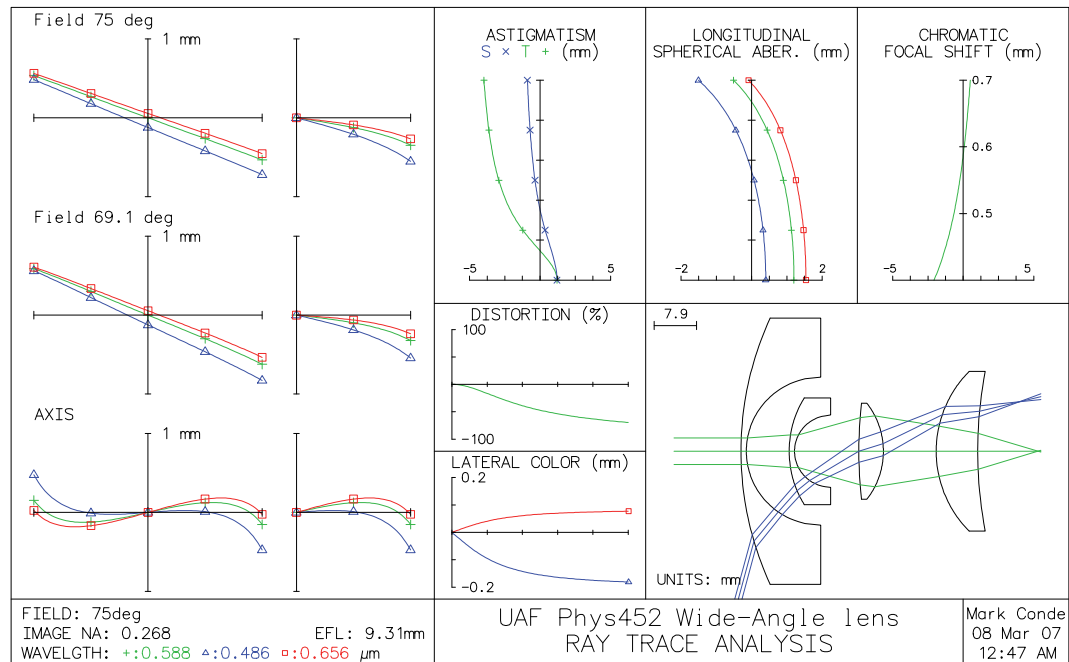 Field 75 deg
1 mm
Field 69.1 deg
1 mm
AXIS
1 mm
ASTIGMATISM
S × T + (mm)
-5 5
LONGITUDINAL
SPHERICAL ABER. (mm)
-2 2
CHROMATIC
FOCAL SHIFT (mm)
0.7
0.6
0.5
-5 5
DISTORTION (%)
100
-100
LATERAL COLOR (mm)
0.2
-0.2
7.9
UNITS: mm
FIELD: 75deg
IMAGE NA: 0.268 EFL: 9.31mm
WAVELGTH: +:0.588 △:0.486 □:0.656 µm
UAF Phys452 Wide-Angle lens
RAY TRACE ANALYSIS
Mark Conde
08 Mar 07
12:47 AM